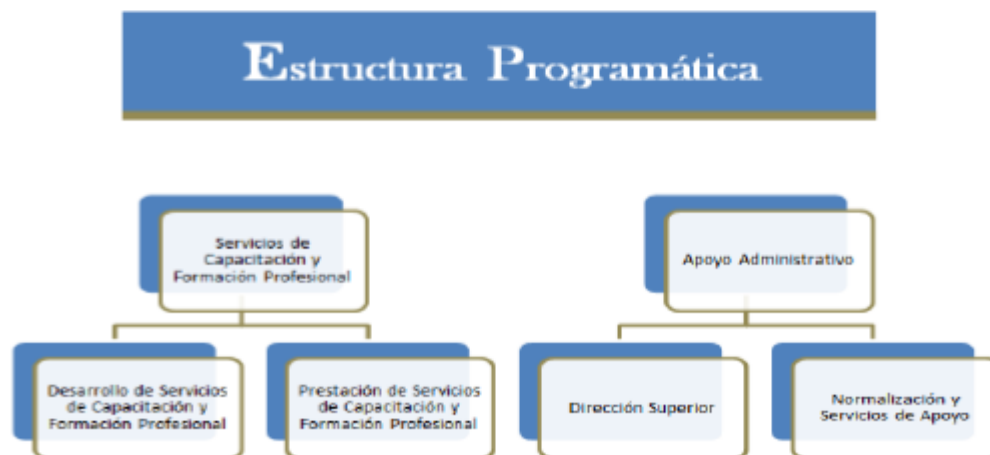 Estructura Programática
Servicios de
Capacitación y
Formación Profesional
Apoyo Administrativo
Desarrollo de Servicios
de Capacitación y
Formación Profesional
Prestación de Servicios
de Capacitación y
Formación Profesional
Dirección Superior
Normalización y
Servicios de Apoyo